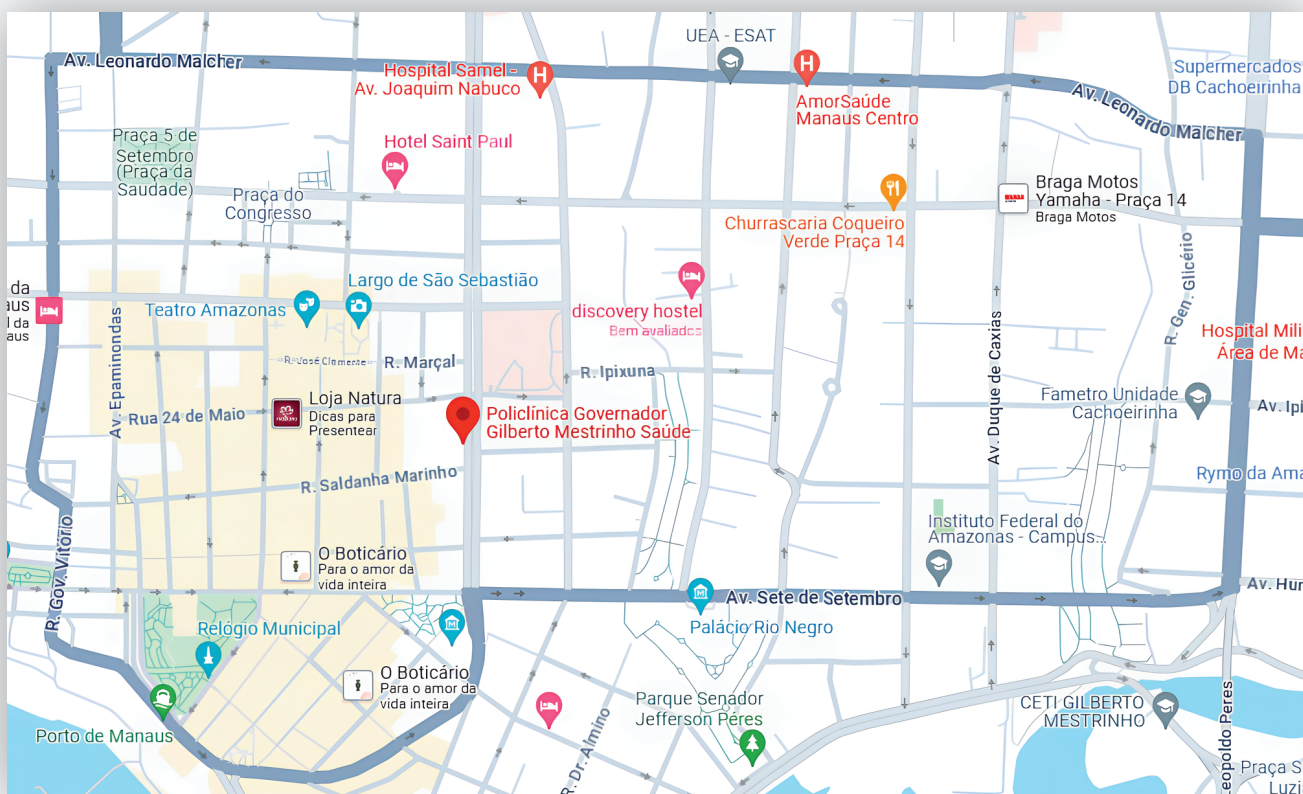 UEA - ESAT
Av. Leonardo Malcher
Hospital Samel -
Av. Joaquim Nabuco
Supermercados
DB Cachoeirinha
AmorSaúde
Manaus Centro
Av. Leonardo Malcher
Praça 5 de
Setembro
(Praça da
Saudade)
Hotel Saint Paul
Praça do
Congresso
Braga Motos
Yamaha - Praça 14
Braga Motos
Churrascaria Coqueiro
Verde Praça 14
R. Gen. Glicério
da
aus
l da
aus
Largo de São Sebastião
Teatro Amazonas
discovery hostel
Bem avaliados
Av. Epaminondas
Av. Duque de Caxias
Hospital Mili
Área de Ma
R. José Clemente
R. Marçal
R. Ipixuna
Loja Natura
Dicas para
Presentear
Rua 24 de Maio
Policlínica Governador
Gilberto Mestrinho Saúde
Fametro Unidade
Cachoeirinha
Av. Ipi
R. Saldanha Marinho
Rymo da Ama
R. Gov. Vitório
Instituto Federal do
Amazonas - Campus...
O Boticário
Para o amor da
vida inteira
Av. Hum
Av. Sete de Setembro
Relógio Municipal
Palácio Rio Negro
O Boticário
Para o amor da
vida inteira
Parque Senador
Jefferson Péres
CETI GILBERTO
MESTRINHO
Porto de Manaus
R. Dr. Almino
Leopoldo Peres
Praça S
Luzi